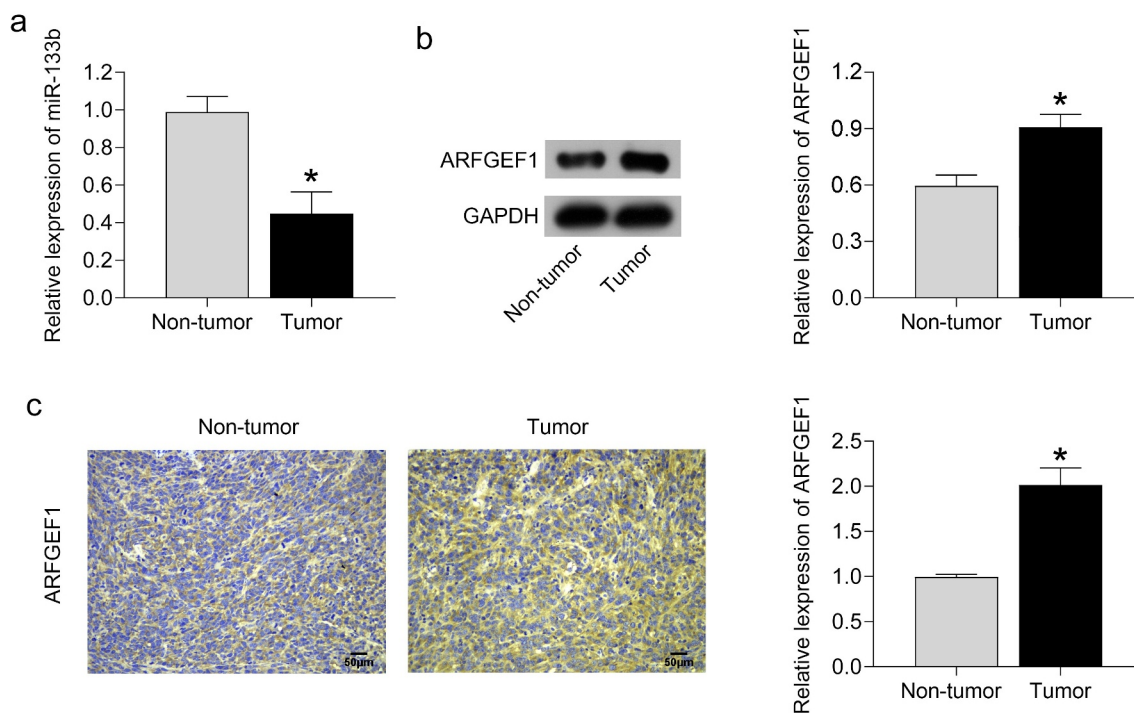 a
Relative lexpression of miR-133b
1.2
1.0
0.8
0.6
0.4
0.2
0.0
*
Non-tumor
Tumor
b
ARFGEF1
GAPDH
Non-tumor
Tumor
Relative lexpression of ARFGEF1
1.2
0.9
0.6
0.3
0.0
*
Non-tumor
Tumor
c
Non-tumor
Tumor
ARFGEF1
50μm
50μm
Relative lexpression of ARFGEF1
2.5
2.0
1.5
1.0
0.5
0.0
*
Non-tumor
Tumor